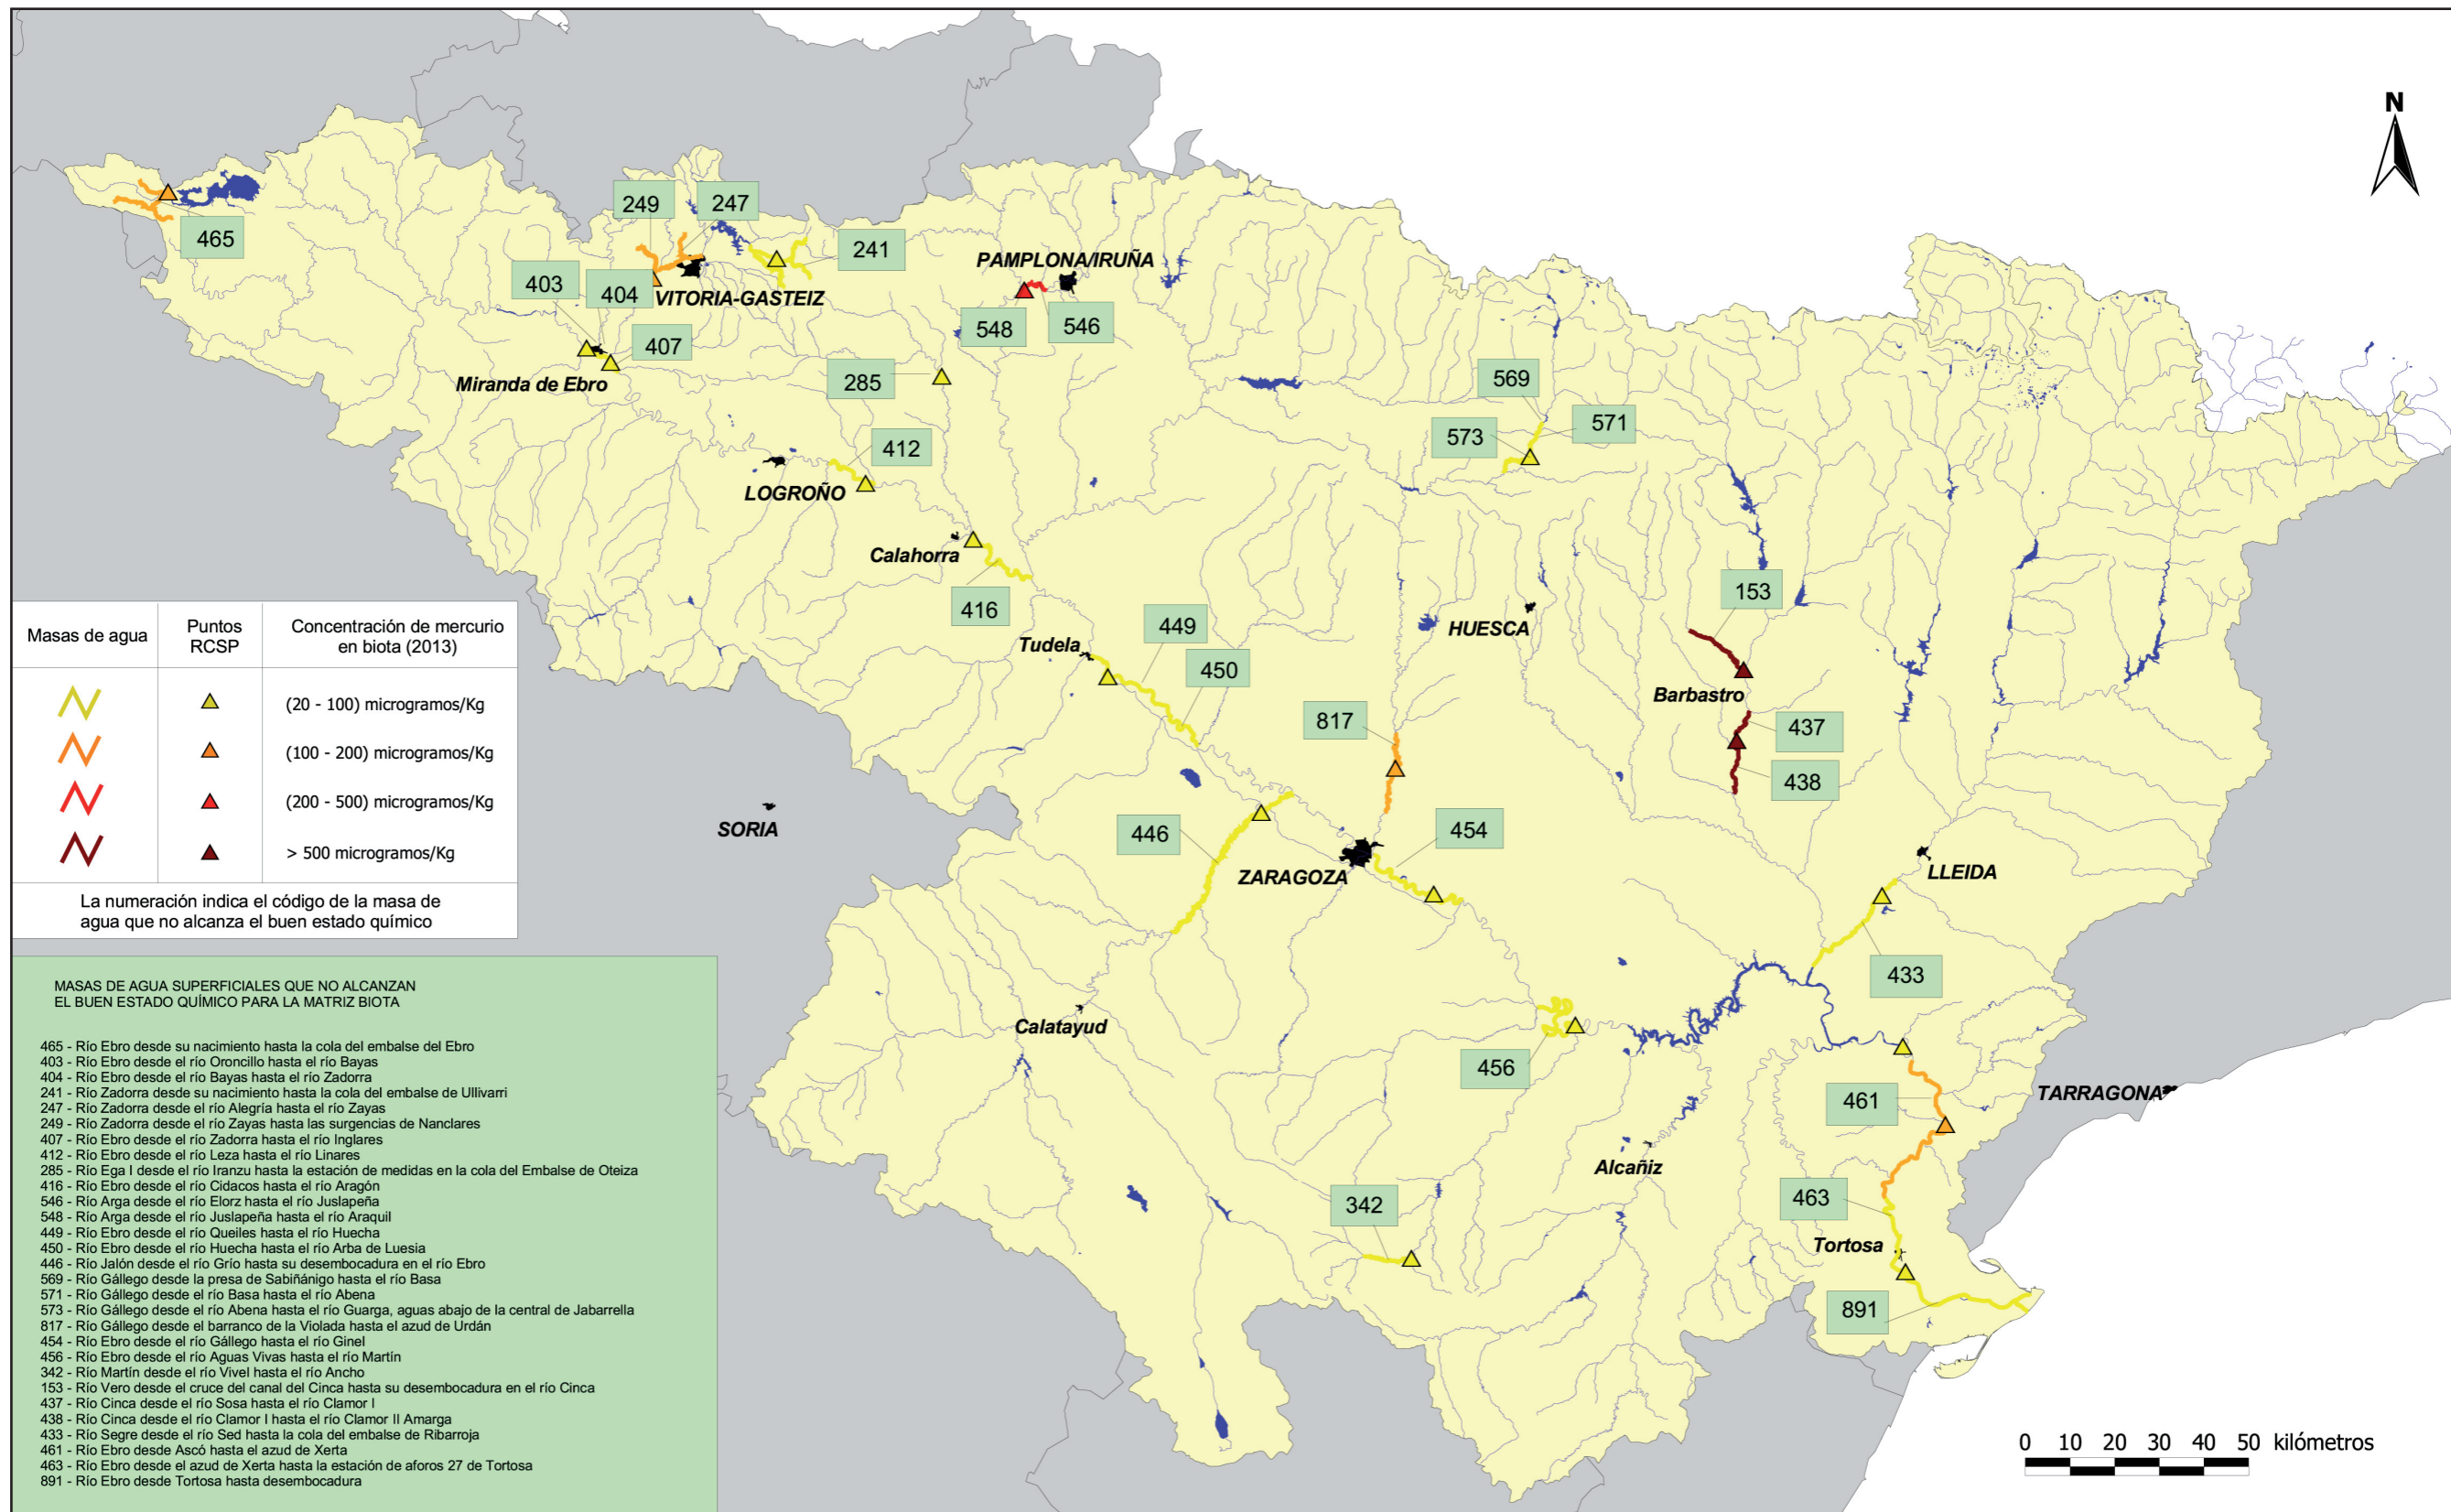 N
465
249
247
241
403
404
407
VITORIA-GASTEIZ
PAMPLONA/IRUÑA
548
546
Miranda de Ebro
285
412
LOGROÑO
569
571
573
Calahorra
416
Tudela
449
450
HUESCA
153
Barbastro
437
438
817
SORIA
446
454
ZARAGOZA
LLEIDA
433
Calatayud
456
TARRAGONA
461
Alcañiz
342
463
Tortosa
891
Masas de agua
Puntos
RCSP
Concentración de mercurio
en biota (2013)
(20 - 100) microgramos/Kg
(100 - 200) microgramos/Kg
(200 - 500) microgramos/Kg
> 500 microgramos/Kg
La numeración indica el código de la masa de
agua que no alcanza el buen estado químico
MASAS DE AGUA SUPERFICIALES QUE NO ALCANZAN
EL BUEN ESTADO QUÍMICO PARA LA MATRIZ BIOTA
465 - Río Ebro desde su nacimiento hasta la cola del embalse del Ebro
403 - Río Ebro desde el río Oroncillo hasta el río Bayas
404 - Río Ebro desde el río Bayas hasta el río Zadorra
241 - Río Zadorra desde su nacimiento hasta la cola del embalse de Ullivarri
247 - Río Zadorra desde el río Alegría hasta el río Zayas
249 - Río Zadorra desde el río Zayas hasta las surgencias de Nanclares
407 - Río Ebro desde el río Zadorra hasta el río Inglares
412 - Río Ebro desde el río Leza hasta el río Linares
285 - Río Ega I desde el río Iranzu hasta la estación de medidas en la cola del Embalse de Oteiza
416 - Río Ebro desde el río Cidacos hasta el río Aragón
546 - Río Arga desde el río Elorz hasta el río Juslapeña
548 - Río Arga desde el río Juslapeña hasta el río Araquil
449 - Río Ebro desde el río Queiles hasta el río Huecha
450 - Río Ebro desde el río Huecha hasta el río Arba de Luesia
446 - Río Jalón desde el río Grío hasta su desembocadura en el río Ebro
569 - Río Gállego desde la presa de Sabiñánigo hasta el río Basa
571 - Río Gállego desde el río Basa hasta el río Abena
573 - Río Gállego desde el río Abena hasta el río Guarga, aguas abajo de la central de Jabarrella
817 - Río Gállego desde el barranco de la Violada hasta el azud de Urdán
454 - Río Ebro desde el río Gállego hasta el río Ginel
456 - Río Ebro desde el río Aguas Vivas hasta el río Martín
342 - Río Martín desde el río Vivel hasta el río Ancho
153 - Río Vero desde el cruce del canal del Cinca hasta su desembocadura en el río Cinca
437 - Río Cinca desde el río Sosa hasta el río Clamor I
438 - Río Cinca desde el río Clamor I hasta el río Clamor II Amarga
433 - Río Segre desde el río Sed hasta la cola del embalse de Ribarroja
461 - Río Ebro desde Ascó hasta el azud de Xerta
463 - Río Ebro desde el azud de Xerta hasta la estación de aforos 27 de Tortosa
891 - Río Ebro desde Tortosa hasta desembocadura
0 10 20 30 40 50 kilómetros